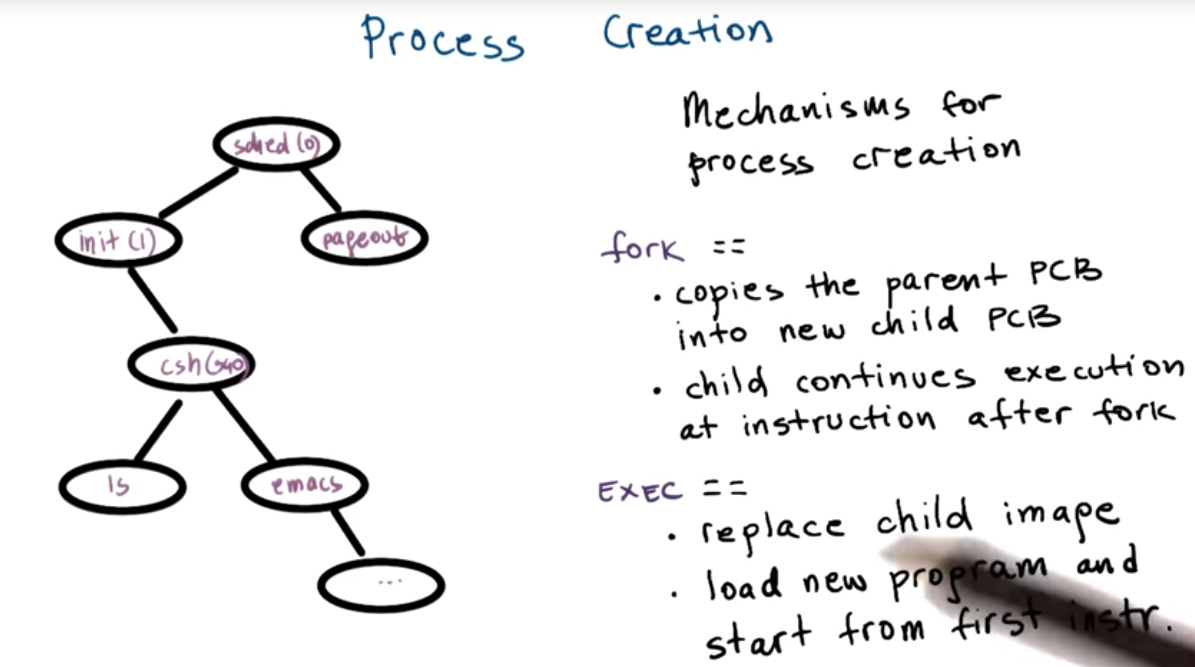 Process Creation
sched (0)
init (1)
pageout
csh(340)
ls
emacs
...
Mechanisms for
process creation
fork ==
• copies the parent PCB
into new child PCB
• child continues execution
at instruction after fork
EXEC ==
• replace child image
• load new program and
start from first instr.